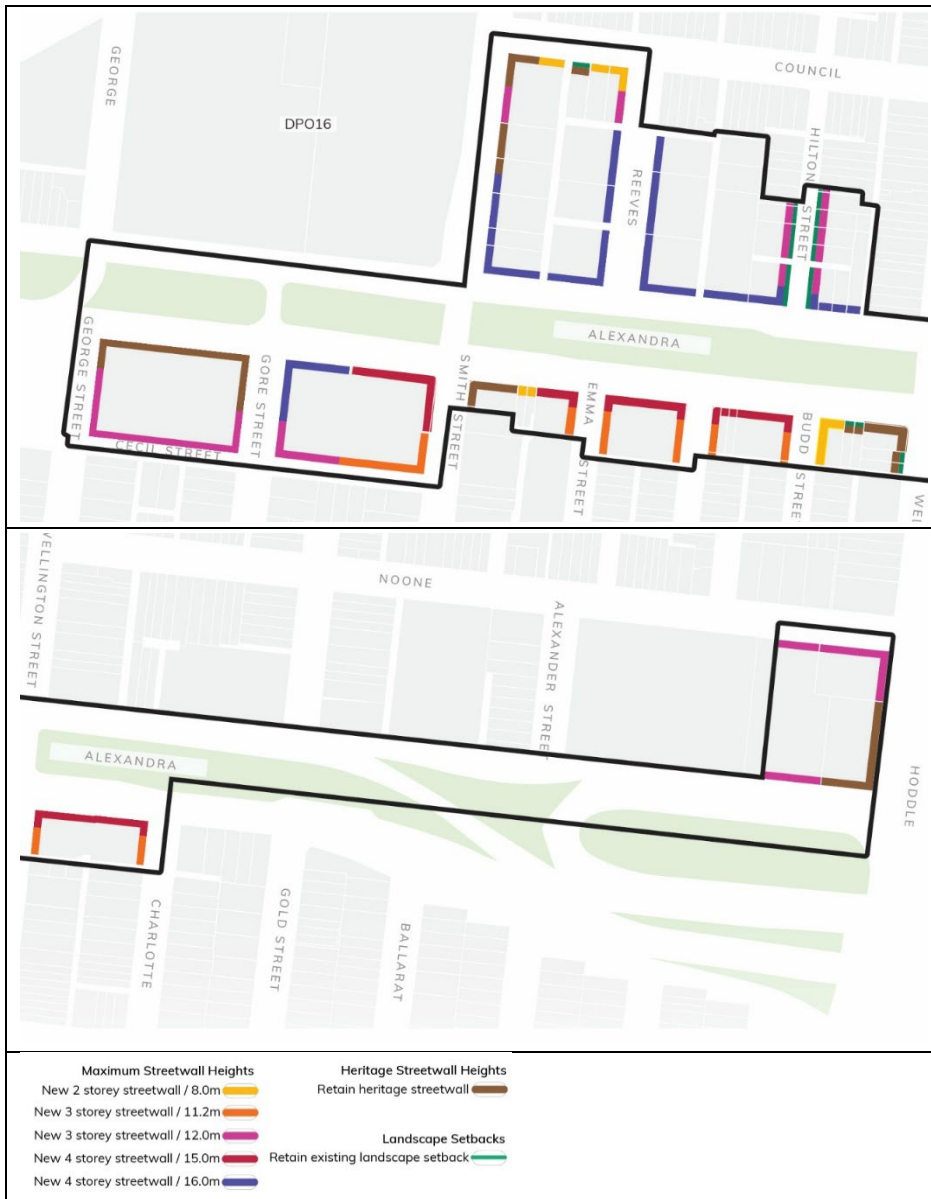 GEORGE
COUNCIL
DPO16
HILTON
STREET
REEVES
ALEXANDRA
GEORGE STREET
GORE STREET
SMITH STREET
EMMA
STREET
BUDD
STREE
WEL
CECIL STREET
NOONE
WELLINGTON STREET
ALEXANDER STREET
ALEXANDRA
HODDLE
CHARLOTTE
GOLD STREET
BALLARAT
Maximum Streetwall Heights
New 2 storey streetwall / 8.0m
New 3 storey streetwall / 11.2m
New 3 storey streetwall / 12.0m
New 4 storey streetwall / 15.0m
New 4 storey streetwall / 16.0m
Heritage Streetwall Heights
Retain heritage streetwall
Landscape Setbacks
Retain existing landscape setback